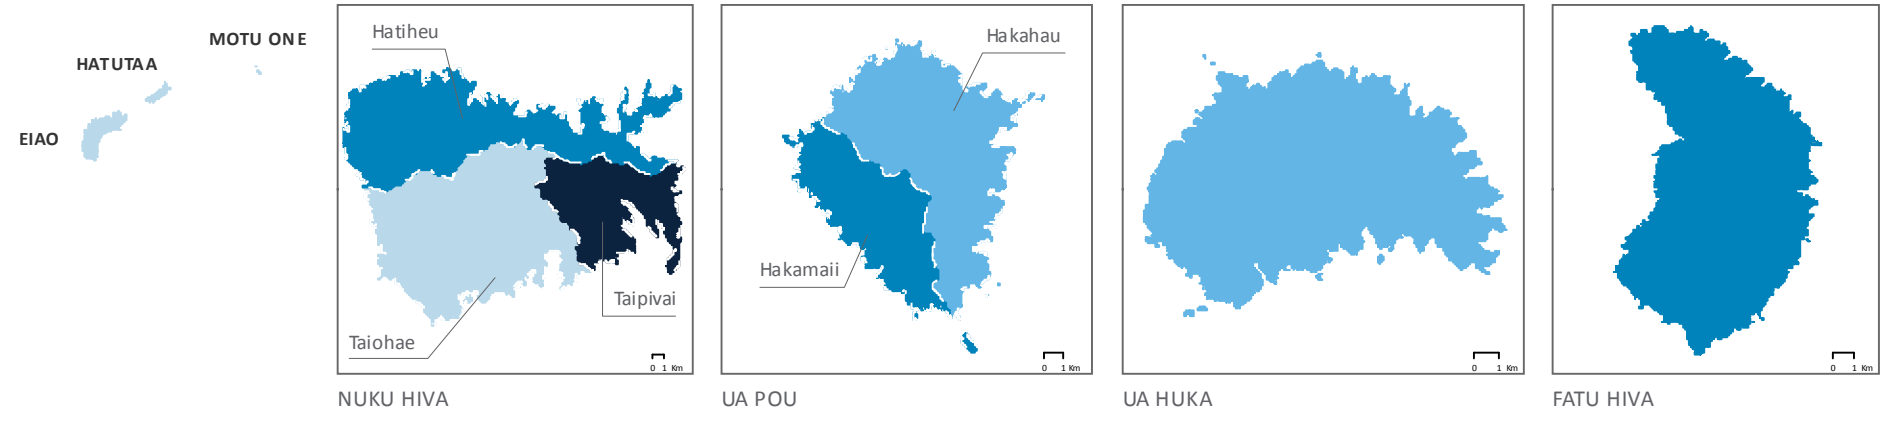 MOTU ONE
HATUTAA
EIAO
Hatiheu
Taipivai
Taiohae
0 1 Km
NUKU HIVA
Hakahau
Hakamaii
0 1 Km
UA POU
0 1 Km
UA HUKA
0 1 Km
FATU HIVA